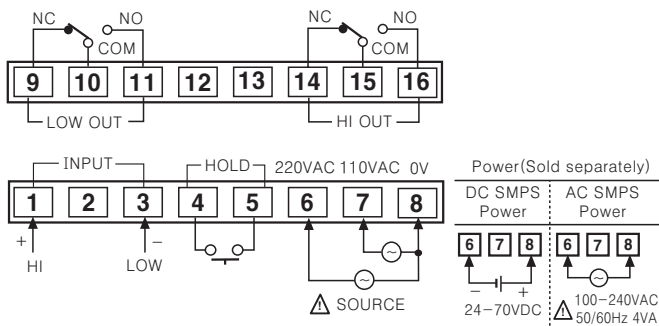 NC NO NC NO
COM COM
9 10 11 12 13 14 15 16
LOW OUT HI OUT
INPUT HOLD 220VAC 110VAC 0V
1 2 3 4 5 6 7 8
+ −
HI LOW
SOURCE
Power(Sold separately)
DC SMPS Power
AC SMPS Power
6 7 8 6 7 8
− +
24−70VDC
100−240VAC
50/60Hz 4VA